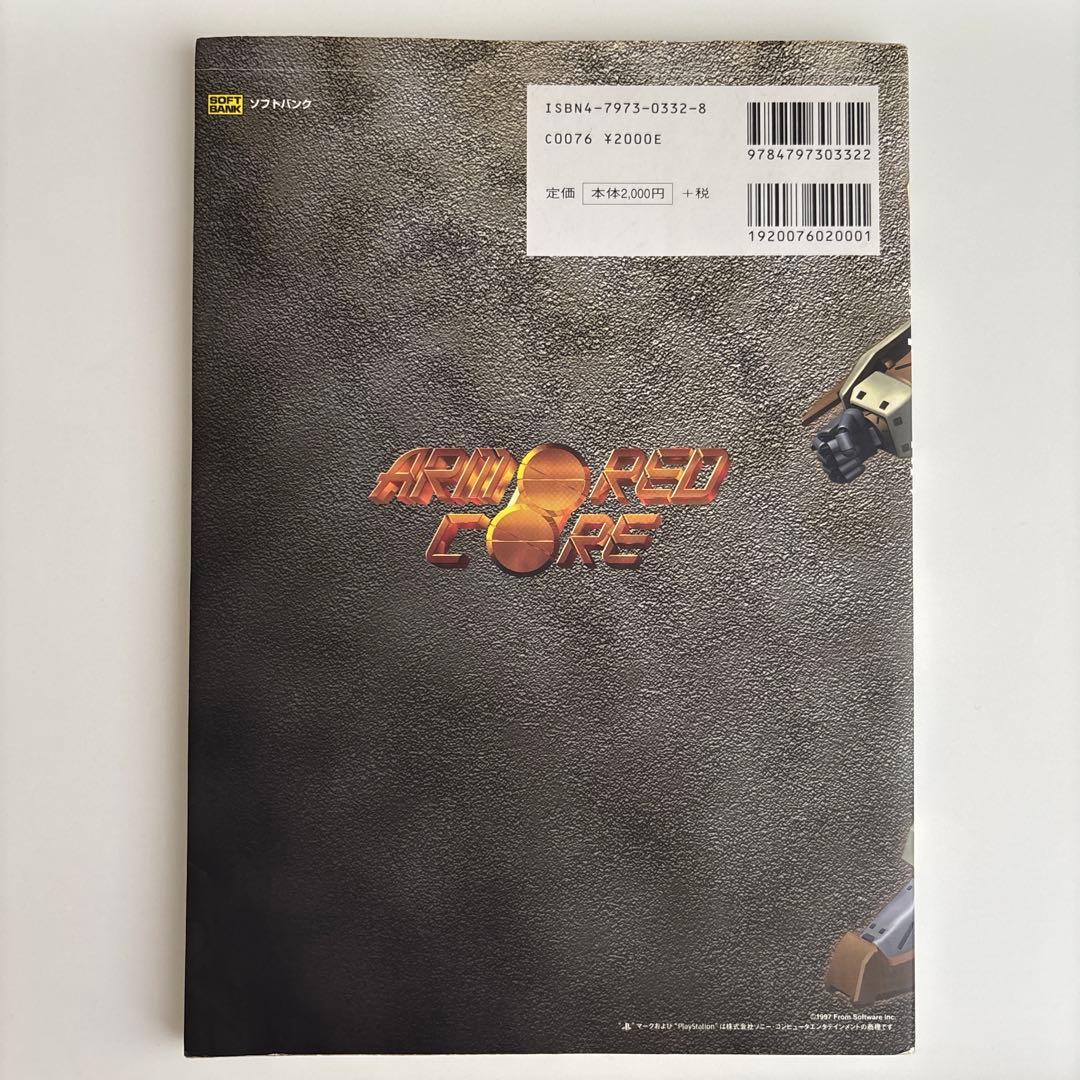 SOFT
BANK
ソフトバンク
ISBN4-7973-0332-8
C0076 ¥2000E
定価 本体2,000円 +税
9784797303322
1920076020001
ARMORED
CORE
©1997 From Software Inc.
"PS"マークおよび"PlayStation"は株式会社ソニー・コンピュータエンタテインメントの商標です